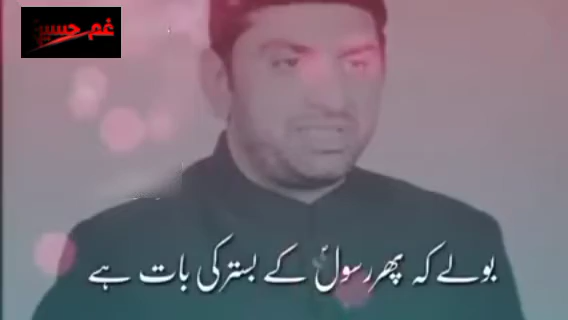 غم حسین
بولے کہ پھر رسولؐ کے بستر کی بات ہے